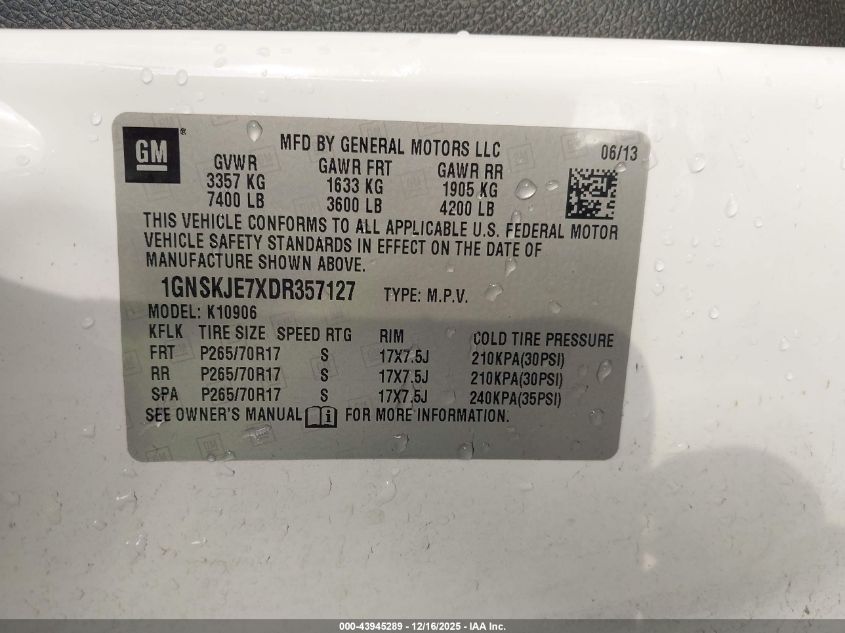 GM ®
MFD BY GENERAL MOTORS LLC 06/13
GVWR GAWR FRT GAWR RR
3357 KG 1633 KG 1905 KG
7400 LB 3600 LB 4200 LB
THIS VEHICLE CONFORMS TO ALL APPLICABLE U.S. FEDERAL MOTOR
VEHICLE SAFETY STANDARDS IN EFFECT ON THE DATE OF
MANUFACTURE SHOWN ABOVE.
1GNSKJE7XDR357127 TYPE: M.P.V.
MODEL: K10906
KFLK TIRE SIZE SPEED RTG RIM COLD TIRE PRESSURE
FRT P265/70R17 S 17X7.5J 210KPA(30PSI)
RR P265/70R17 S 17X7.5J 210KPA(30PSI)
SPA P265/70R17 S 17X7.5J 240KPA(35PSI)
SEE OWNER'S MANUAL i FOR MORE INFORMATION.
000-43945289 - 12/16/2025 - IAA Inc.